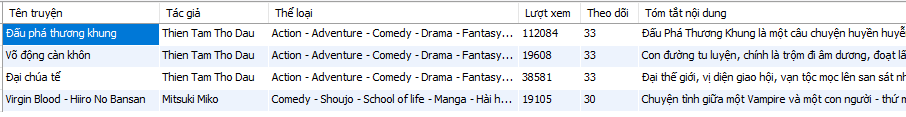 Tên truyện Tác giả Thể loại Lượt xem Theo dõi Tóm tắt nội dung
Đấu phá thương khung Thien Tam Tho Dau Action - Adventure - Comedy - Drama - Fantasy... 112084 33 Đấu Phá Thương Khung là một câu chuyện huyền huyễ
Võ động càn khôn Thien Tam Tho Dau Action - Adventure - Comedy - Drama - Fantasy... 19608 33 Con đường tu luyện, chính là trộm đi âm dương, đoạt lấ
Đại chúa tể Thien Tam Tho Dau Action - Adventure - Comedy - Drama - Fantasy... 38581 33 Đại thế giới, vị diện giao hội, vạn tộc mọc lên san sát nh
Virgin Blood - Hiiro No Bansan Mitsuki Miko Comedy - Shoujo - School of life - Manga - Hài h... 19105 30 Chuyện tình giữa một Vampire và một con người - thứ m